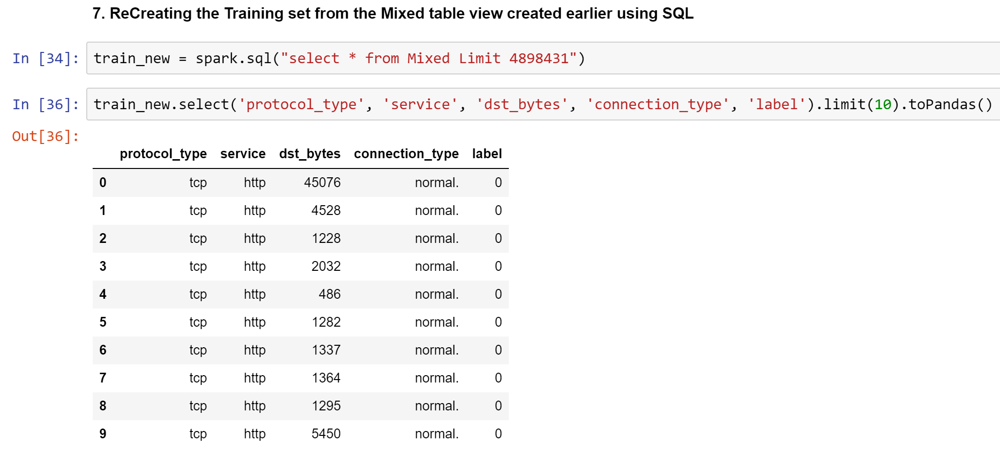 7. ReCreating the Training set from the Mixed table view created earlier using SQL
In [34]: train_new = spark.sql("select * from Mixed Limit 4898431")
In [36]: train_new.select('protocol_type', 'service', 'dst_bytes', 'connection_type', 'label').limit(10).toPandas()
Out[36]:
protocol_type service dst_bytes connection_type label
0 tcp http 45076 normal. 0
1 tcp http 4528 normal. 0
2 tcp http 1228 normal. 0
3 tcp http 2032 normal. 0
4 tcp http 486 normal. 0
5 tcp http 1282 normal. 0
6 tcp http 1337 normal. 0
7 tcp http 1364 normal. 0
8 tcp http 1295 normal. 0
9 tcp http 5450 normal. 0